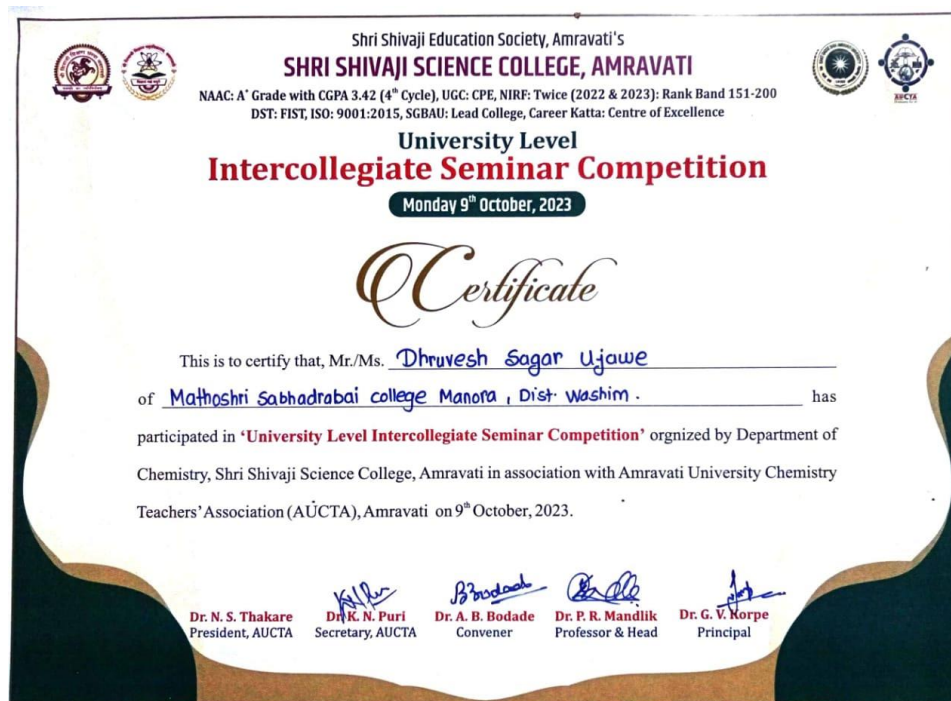 Shri Shivaji Education Society, Amravati's
SHRI SHIVAJI SCIENCE COLLEGE, AMRAVATI
NAAC: A⁺ Grade with CGPA 3.42 (4th Cycle), UGC: CPE, NIRF: Twice (2022 & 2023): Rank Band 151-200
DST: FIST, ISO: 9001:2015, SGBAU: Lead College, Career Katta: Centre of Excellence
AUCTA
University Level
Intercollegiate Seminar Competition
Monday 9th October, 2023
Certificate
This is to certify that, Mr./Ms. Dhruvesh Sagar Ujawe
of Mathoshri Sabhadrabai college Manora, Dist. Washim. has
participated in 'University Level Intercollegiate Seminar Competition' orgnized by Department of
Chemistry, Shri Shivaji Science College, Amravati in association with Amravati University Chemistry
Teachers' Association (AUCTA), Amravati on 9th October, 2023.
Dr. N. S. Thakare Dr. K. N. Puri Dr. A. B. Bodade Dr. P. R. Mandlik Dr. G. V. Korpe
President, AUCTA Secretary, AUCTA Convener Professor & Head Principal